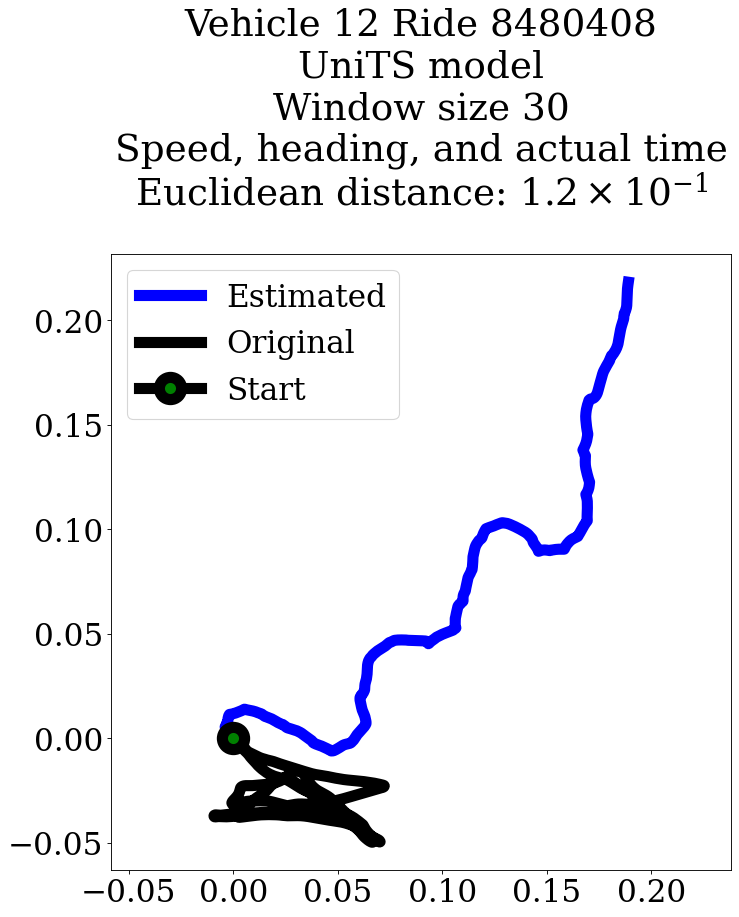 Vehicle 12 Ride 8480408
UniTS model
Window size 30
Speed, heading, and actual time
Euclidean distance: 1.2 × 10⁻¹
Estimated
Original
Start
0.20
0.15
0.10
0.05
0.00
−0.05
−0.05 0.00 0.05 0.10 0.15 0.20